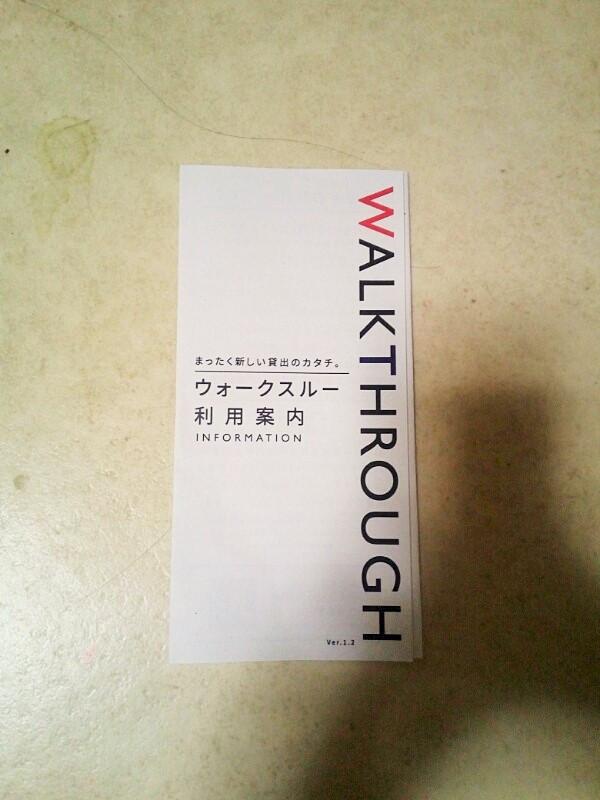 WALKTHROUGH
まったく新しい貸出のカタチ。
ウォークスルー
利用案内
INFORMATION
Ver.1.2